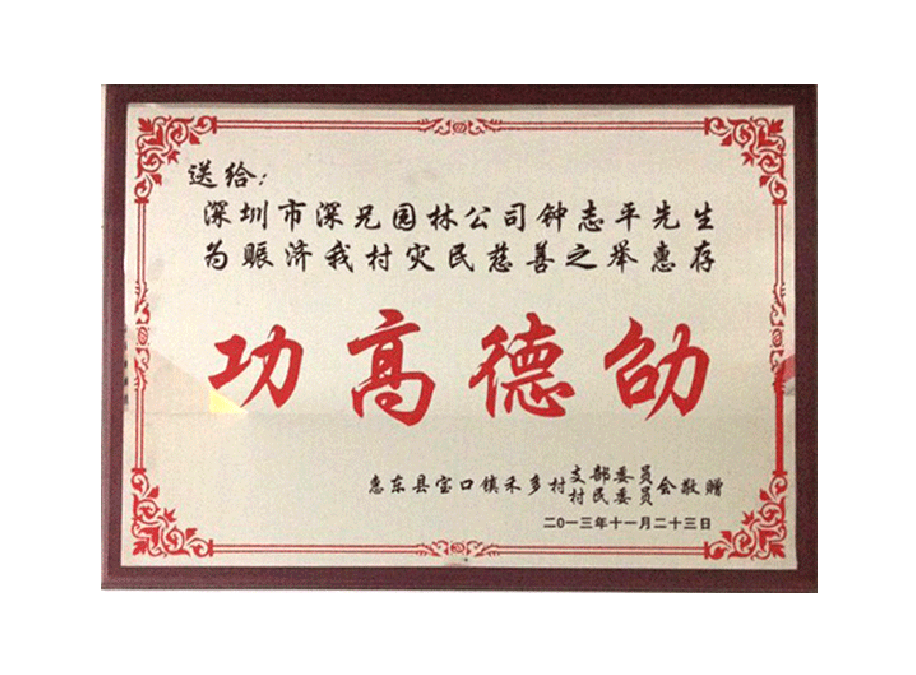 送给：
深圳市深兄园林公司钟志平先生
为赈济我村灾民慈善之举惠存
功高德劭
惠东县宝口镇禾多村支部委员会敬赠
村民委员
二0一三年十一月二十三日